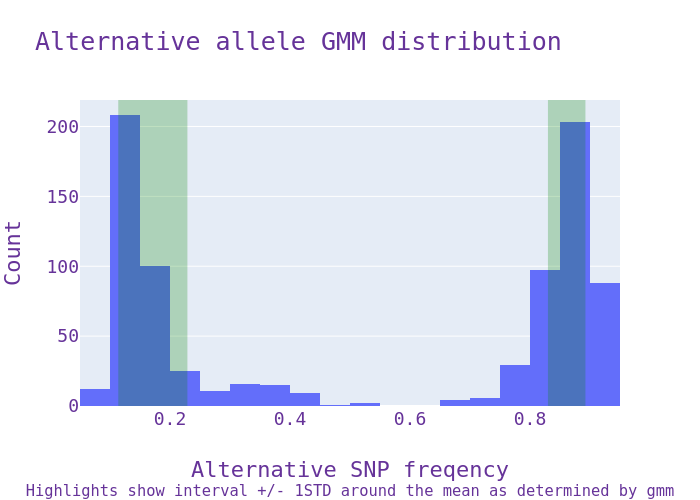 Alternative allele GMM distribution
Count
200
150
100
50
0
0.2
0.4
0.6
0.8
Alternative SNP freqency
Highlights show interval +/- 1STD around the mean as determined by gmm